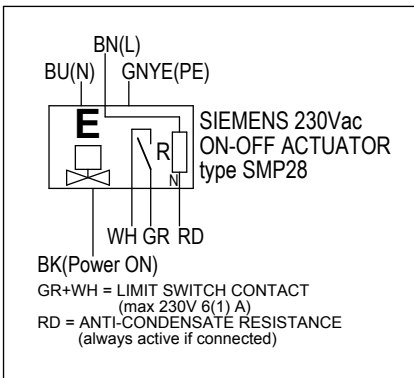 BN(L)
BU(N) GNYE(PE)
E
R
N
SIEMENS 230Vac
ON-OFF ACTUATOR
type SMP28
WH GR RD
BK(Power ON)
GR+WH = LIMIT SWITCH CONTACT
(max 230V 6(1) A)
RD = ANTI-CONDENSATE RESISTANCE
(always active if connected)